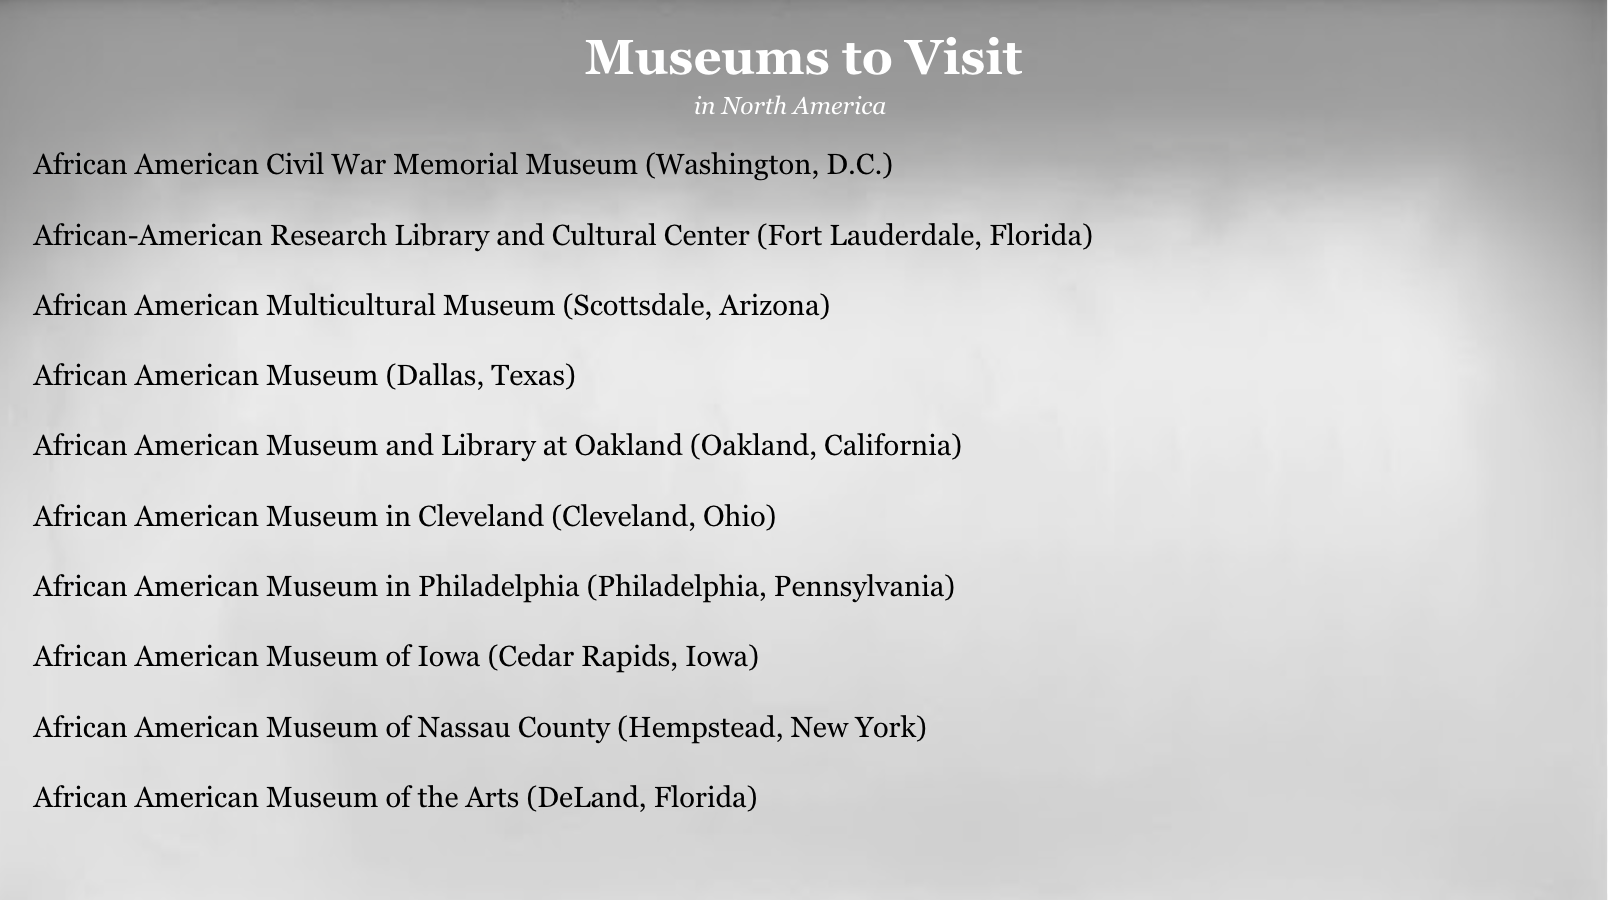 Museums to Visit
in North America
African American Civil War Memorial Museum (Washington, D.C.)
African-American Research Library and Cultural Center (Fort Lauderdale, Florida)
African American Multicultural Museum (Scottsdale, Arizona)
African American Museum (Dallas, Texas)
African American Museum and Library at Oakland (Oakland, California)
African American Museum in Cleveland (Cleveland, Ohio)
African American Museum in Philadelphia (Philadelphia, Pennsylvania)
African American Museum of Iowa (Cedar Rapids, Iowa)
African American Museum of Nassau County (Hempstead, New York)
African American Museum of the Arts (DeLand, Florida)